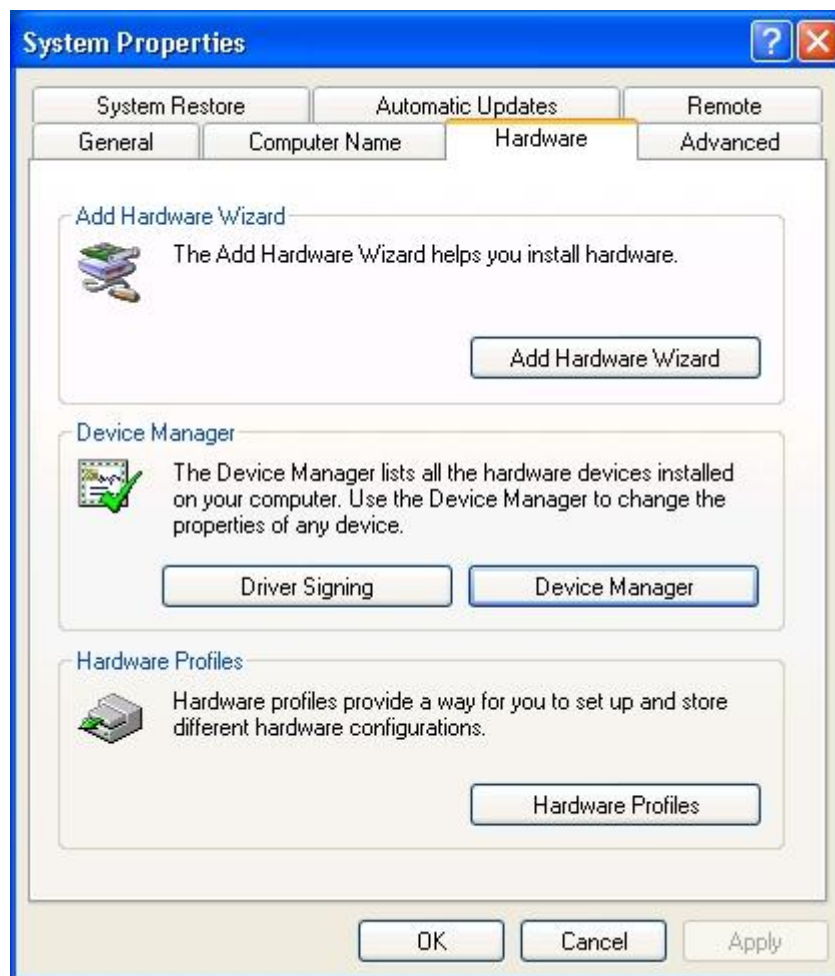 System Properties
System Restore
Automatic Updates
Remote
General
Computer Name
Hardware
Advanced
Add Hardware Wizard
The Add Hardware Wizard helps you install hardware.
Add Hardware Wizard
Device Manager
The Device Manager lists all the hardware devices installed
on your computer. Use the Device Manager to change the
properties of any device.
Driver Signing
Device Manager
Hardware Profiles
Hardware profiles provide a way for you to set up and store
different hardware configurations.
Hardware Profiles
OK
Cancel
Apply